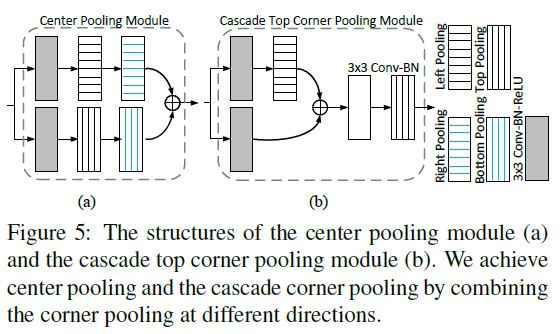 Center Pooling Module
Cascade Top Corner Pooling Module
3x3 Conv-BN
Left Pooling
Top Pooling
Right Pooling
Bottom Pooling
3x3 Conv-BN-ReLU
(a)
(b)
Figure 5: The structures of the center pooling module (a)
and the cascade top corner pooling module (b). We achieve
center pooling and the cascade corner pooling by combining
the corner pooling at different directions.